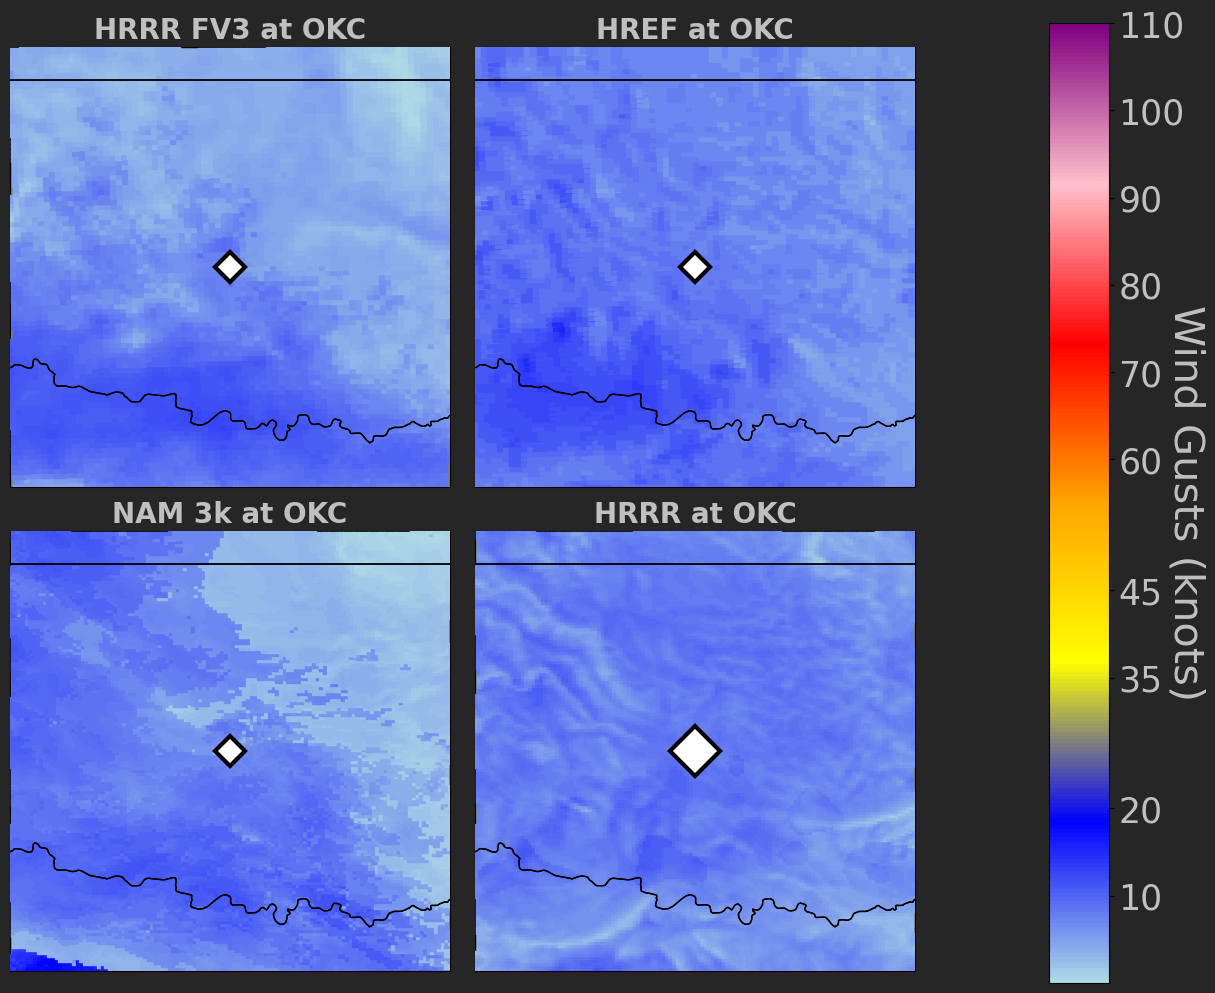 HRRR FV3 at OKC
HREF at OKC
NAM 3k at OKC
HRRR at OKC
110
100
90
80
70
60
45
35
20
10
Wind Gusts (knots)